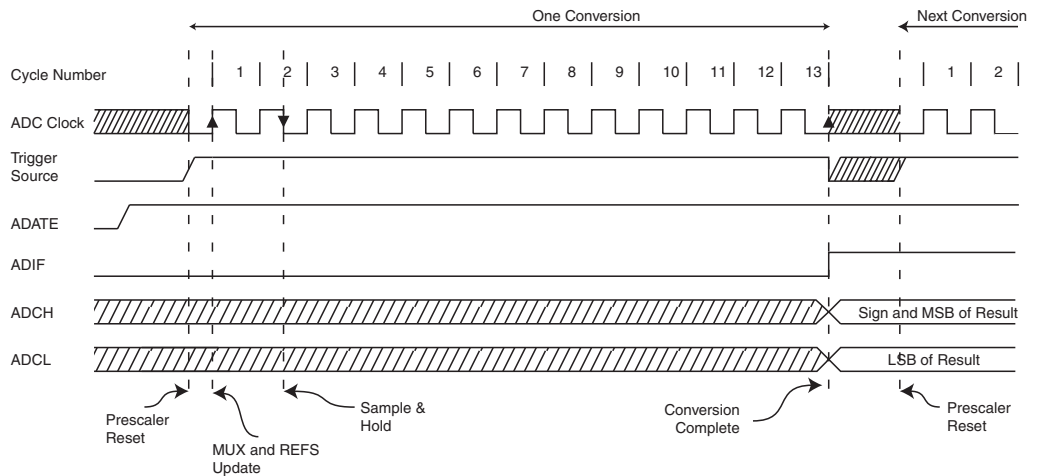 One Conversion
Next Conversion
Cycle Number
1 2 3 4 5 6 7 8 9 10 11 12 13 1 2
ADC Clock
Trigger
Source
ADATE
ADIF
ADCH
Sign and MSB of Result
ADCL
LSB of Result
Prescaler
Reset
MUX and REFS
Update
Sample &
Hold
Conversion
Complete
Prescaler
Reset